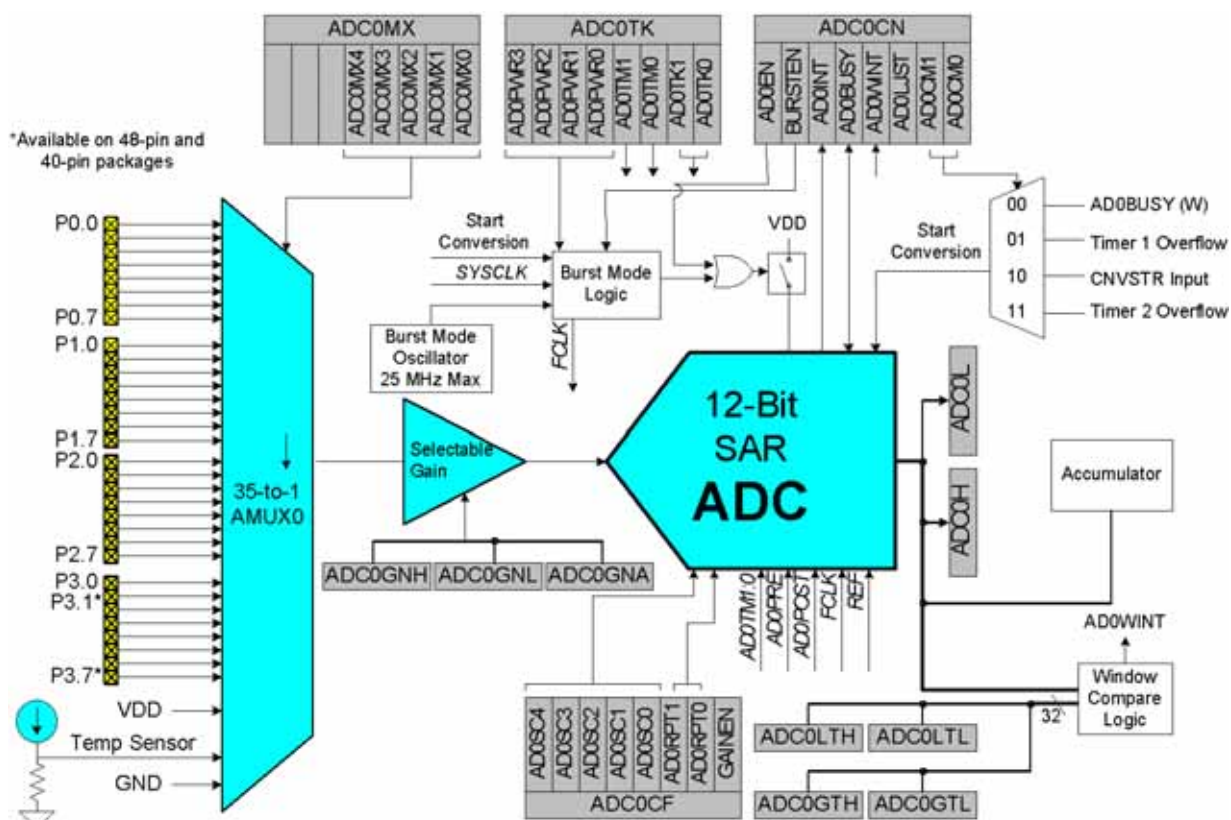 ADC0MX
ADC0MX4
ADC0MX3
ADC0MX2
ADC0MX1
ADC0MX0
ADC0TK
AD0PWR3
AD0PWR2
AD0PWR1
AD0PWR0
AD0TM1
AD0TM0
AD0TK1
AD0TK0
ADC0CN
AD0EN
BURSTEN
AD0INT
AD0BUSY
AD0WINT
AD0LJST
AD0CM1
AD0CM0
*Available on 48-pin and
40-pin packages
P0.0
P0.7
P1.0
P1.7
P2.0
P2.7
P3.0
P3.1*
P3.7*
VDD
Temp Sensor
GND
35-to-1
AMUX0
Start
Conversion
SYSCLK
Burst Mode
Logic
Burst Mode
Oscillator
25 MHz Max
FCLK
VDD
Start
Conversion
00
01
10
11
AD0BUSY (W)
Timer 1 Overflow
CNVSTR Input
Timer 2 Overflow
Selectable
Gain
ADC0GNH
ADC0GNL
ADC0GNA
12-Bit
SAR
ADC
ADC0L
ADC0H
Accumulator
AD0TM1:0
AD0PRE
AD0POST
FCLK
REF
AD0WINT
Window
Compare
Logic
32
ADC0LTH
ADC0LTL
ADC0GTH
ADC0GTL
AD0SC4
AD0SC3
AD0SC2
AD0SC1
AD0SC0
AD0RPT1
AD0RPT0
GAINEN
ADC0CF